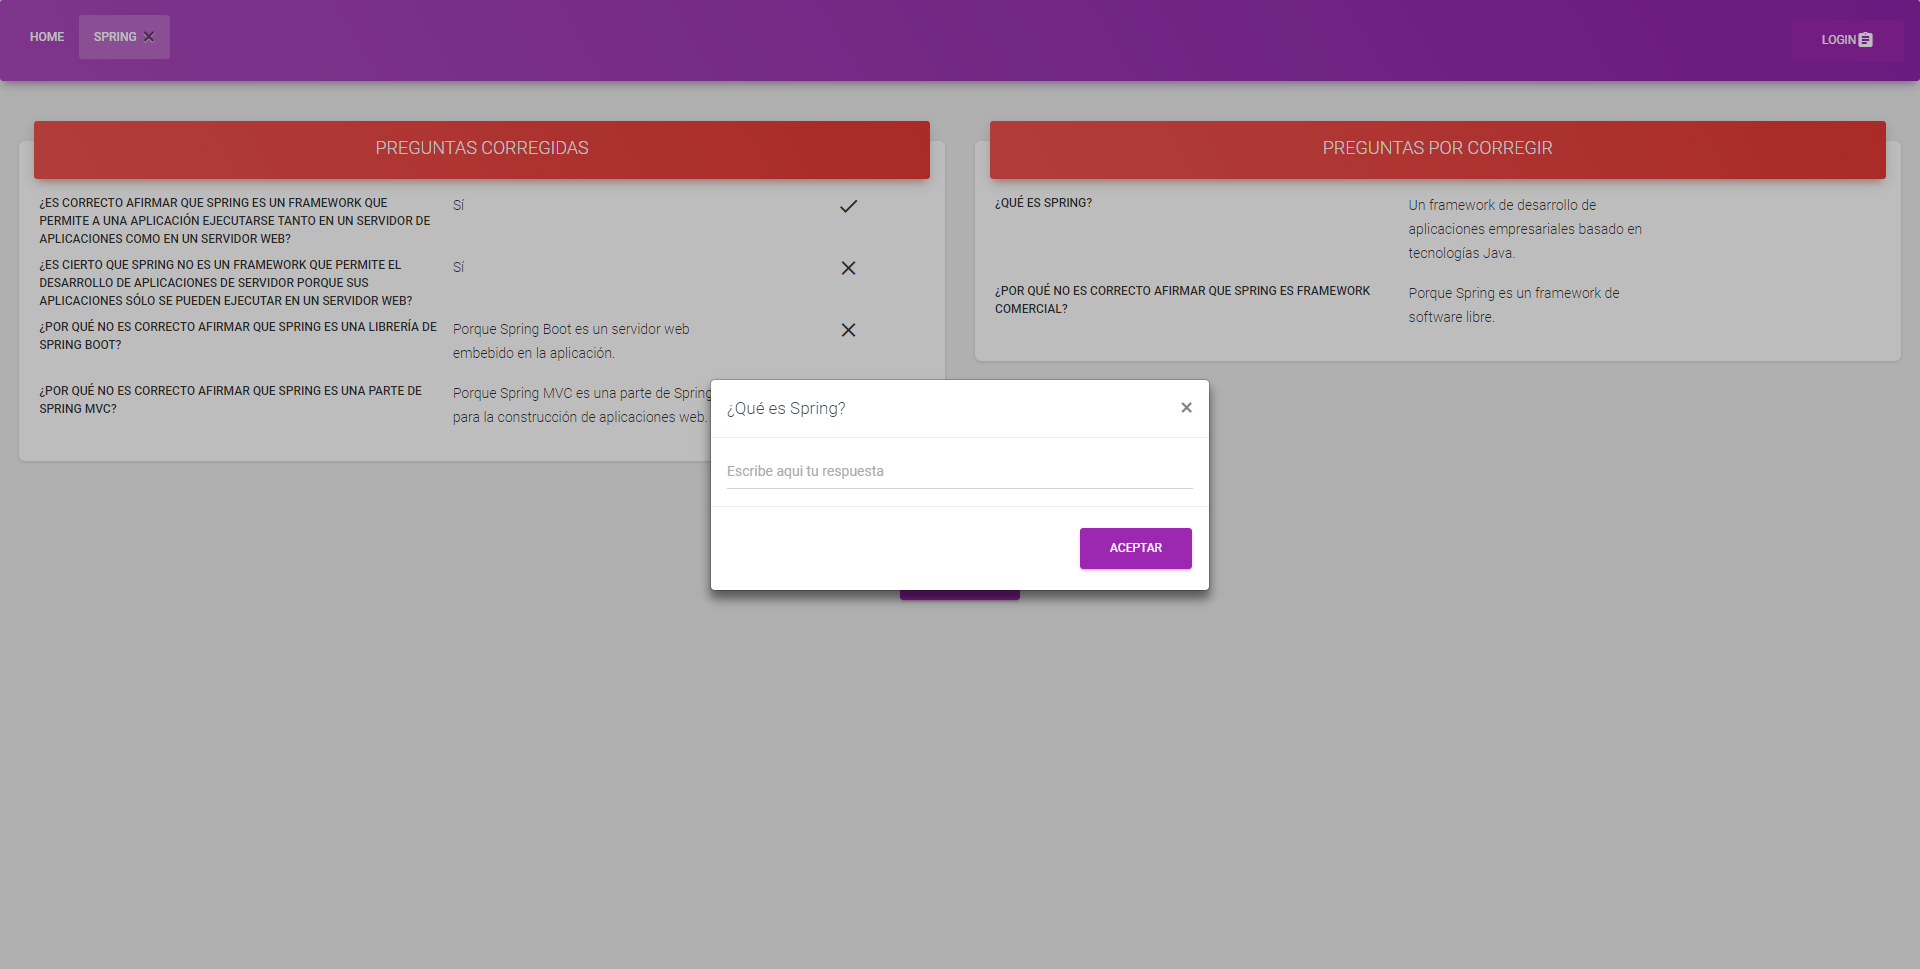 HOME
SPRING
LOGIN
PREGUNTAS CORREGIDAS
¿ES CORRECTO AFIRMAR QUE SPRING ES UN FRAMEWORK QUE
PERMITE A UNA APLICACIÓN EJECUTARSE TANTO EN UN SERVIDOR DE
APLICACIONES COMO EN UN SERVIDOR WEB?
Sí
¿ES CIERTO QUE SPRING NO ES UN FRAMEWORK QUE PERMITE EL
DESARROLLO DE APLICACIONES DE SERVIDOR PORQUE SUS
APLICACIONES SÓLO SE PUEDEN EJECUTAR EN UN SERVIDOR WEB?
Sí
¿POR QUÉ NO ES CORRECTO AFIRMAR QUE SPRING ES UNA LIBRERÍA DE
SPRING BOOT?
Porque Spring Boot es un servidor web
embebido en la aplicación.
¿POR QUÉ NO ES CORRECTO AFIRMAR QUE SPRING ES UNA PARTE DE
SPRING MVC?
Porque Spring MVC es una parte de Spring
para la construcción de aplicaciones web.
PREGUNTAS POR CORREGIR
¿QUÉ ES SPRING?
Un framework de desarrollo de
aplicaciones empresariales basado en
tecnologías Java.
¿POR QUÉ NO ES CORRECTO AFIRMAR QUE SPRING ES FRAMEWORK
COMERCIAL?
Porque Spring es un framework de
software libre.
¿Qué es Spring?
×
Escribe aqui tu respuesta
ACEPTAR